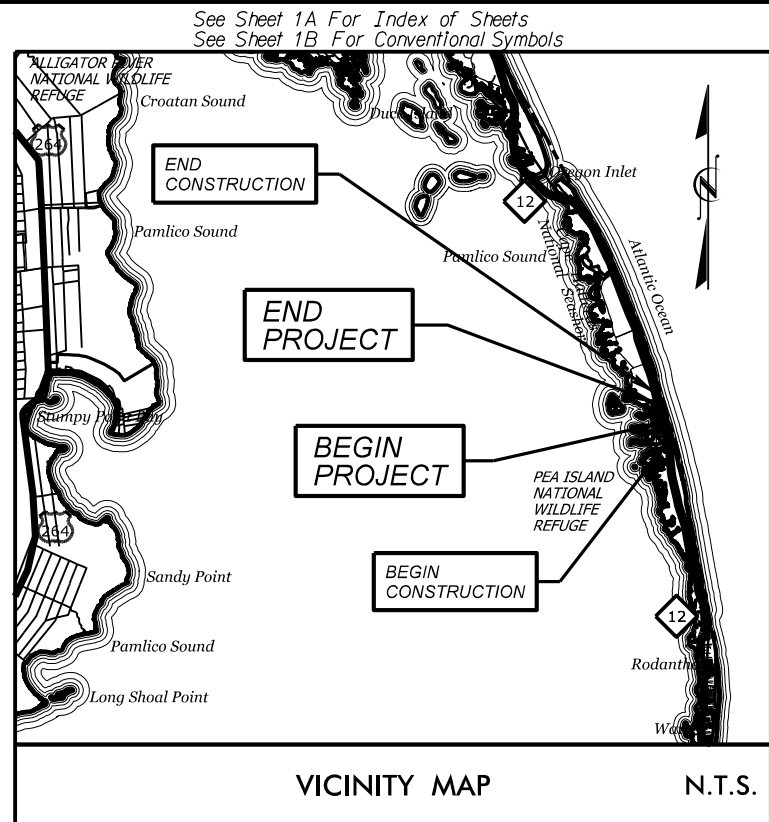 See Sheet 1A For Index of Sheets
See Sheet 1B For Conventional Symbols
ALLIGATOR RIVER
NATIONAL WILDLIFE
REFUGE
264
Croatan Sound
Duck Island
END
CONSTRUCTION
Oregon Inlet
12
Pamlico Sound
Pamlico Sound
National Seashore
Atlantic Ocean
END
PROJECT
Stumpy Point Bay
BEGIN
PROJECT
PEA ISLAND
NATIONAL
WILDLIFE
REFUGE
264
Sandy Point
BEGIN
CONSTRUCTION
12
Pamlico Sound
Rodanthe
Long Shoal Point
VICINITY MAP
N.T.S.